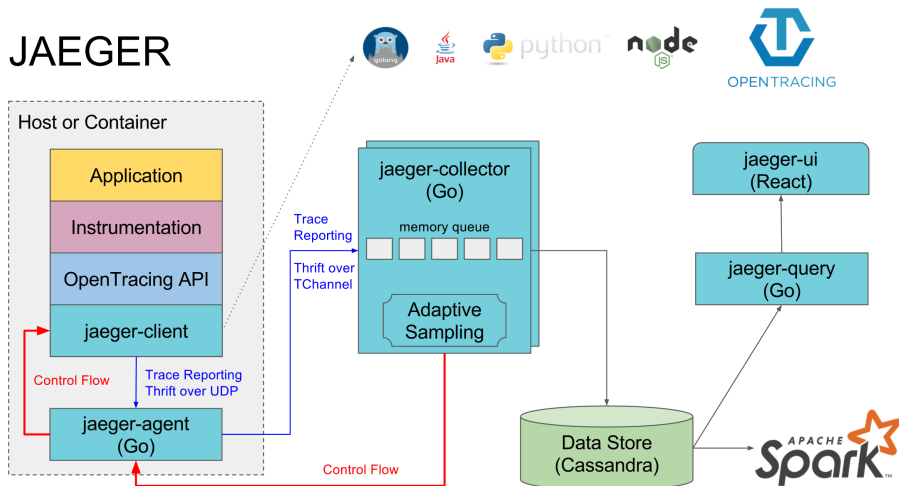 JAEGER
golang
Java
python
node
JS
OPENTRACING
Host or Container
Application
Instrumentation
OpenTracing API
jaeger-client
Control Flow
Trace Reporting
Thrift over UDP
jaeger-agent
(Go)
Trace
Reporting
Thrift over
TChannel
jaeger-collector
(Go)
memory queue
Adaptive
Sampling
Control Flow
jaeger-ui
(React)
jaeger-query
(Go)
Data Store
(Cassandra)
APACHE
Spark™